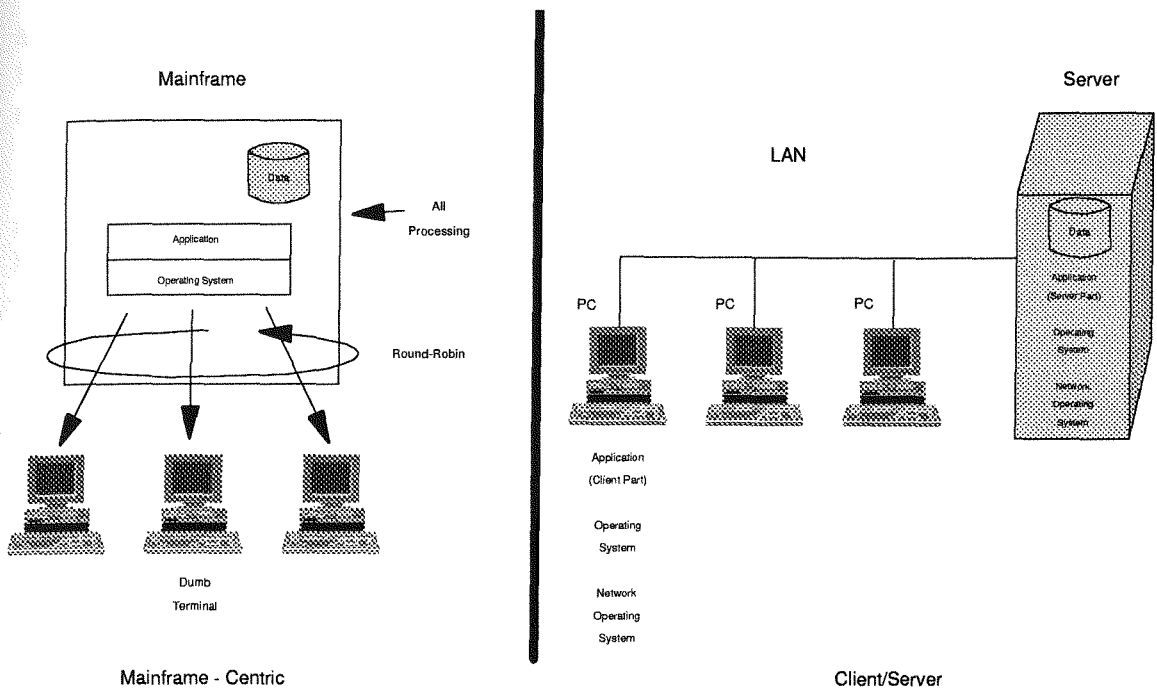 Mainframe
Data
All
Processing
Application
Operating System
Round-Robin
Dumb
Terminal
Mainframe - Centric
Server
LAN
Data
Application
(Server Part)
Operating
System
Network
Operating
System
PC
PC
PC
Application
(Client Part)
Operating
System
Network
Operating
System
Client/Server